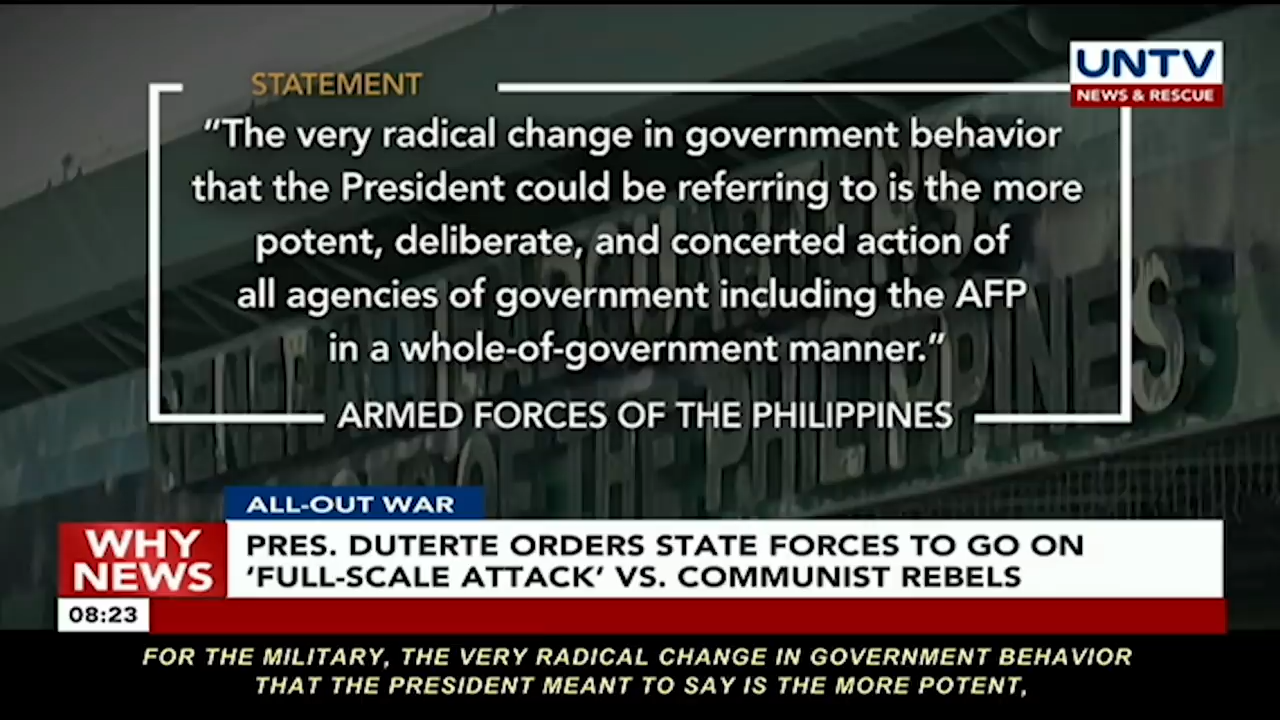 STATEMENT
UNTV
NEWS & RESCUE
“The very radical change in government behavior
that the President could be referring to is the more
potent, deliberate, and concerted action of
all agencies of government including the AFP
in a whole-of-government manner.”
ARMED FORCES OF THE PHILIPPINES
ALL-OUT WAR
WHY
NEWS
PRES. DUTERTE ORDERS STATE FORCES TO GO ON
‘FULL-SCALE ATTACK’ VS. COMMUNIST REBELS
08:23
FOR THE MILITARY, THE VERY RADICAL CHANGE IN GOVERNMENT BEHAVIOR
THAT THE PRESIDENT MEANT TO SAY IS THE MORE POTENT,